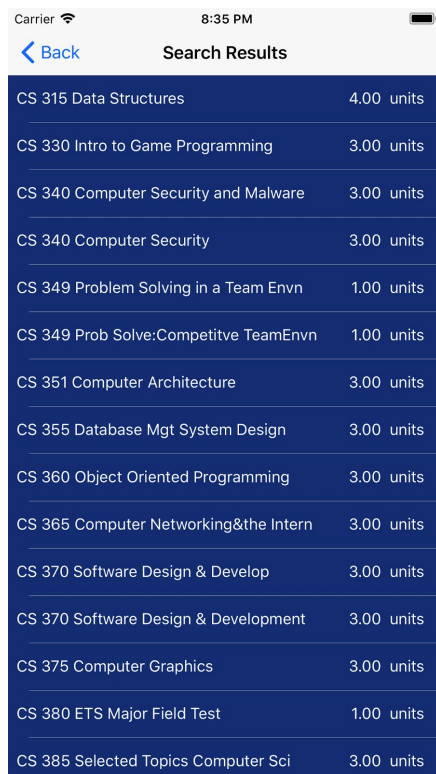 Carrier 8:35 PM
Back Search Results
CS 315 Data Structures 4.00 units
CS 330 Intro to Game Programming 3.00 units
CS 340 Computer Security and Malware 3.00 units
CS 340 Computer Security 3.00 units
CS 349 Problem Solving in a Team Envn 1.00 units
CS 349 Prob Solve:Competitve TeamEnvn 1.00 units
CS 351 Computer Architecture 3.00 units
CS 355 Database Mgt System Design 3.00 units
CS 360 Object Oriented Programming 3.00 units
CS 365 Computer Networking&the Intern 3.00 units
CS 370 Software Design & Develop 3.00 units
CS 370 Software Design & Development 3.00 units
CS 375 Computer Graphics 3.00 units
CS 380 ETS Major Field Test 1.00 units
CS 385 Selected Topics Computer Sci 3.00 units